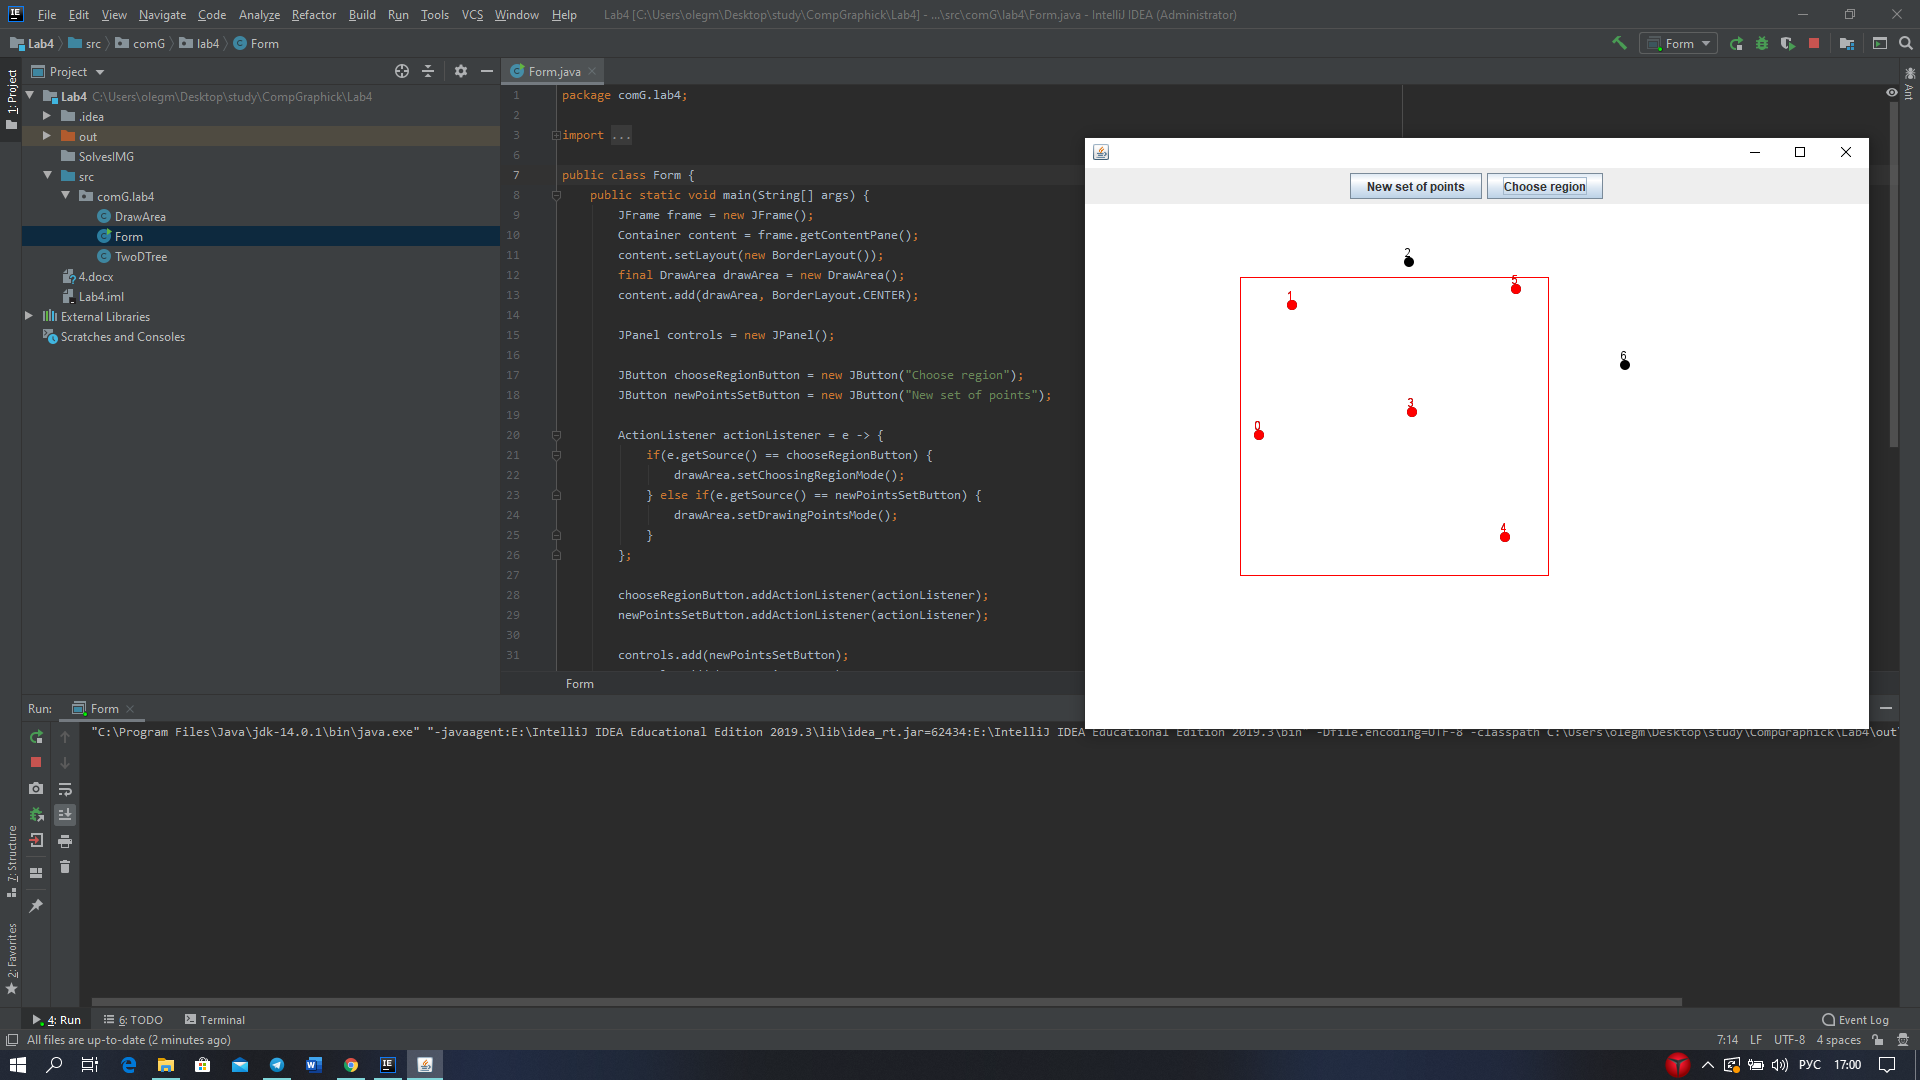 File Edit View Navigate Code Analyze Refactor Build Run Tools VCS Window Help Lab4 [C:\Users\olegm\Desktop\study\CompGraphick\Lab4] - ...\src\comG\lab4\Form.java - IntelliJ IDEA (Administrator)
Lab4 src comG lab4 Form
Form
Project
Form.java
1: Project
Ant
Lab4 C:\Users\olegm\Desktop\study\CompGraphick\Lab4
.idea
out
SolvesIMG
src
comG.lab4
DrawArea
Form
TwoDTree
4.docx
Lab4.iml
External Libraries
Scratches and Consoles
1 package comG.lab4;
2
3 import ...
6
7 public class Form {
8 public static void main(String[] args) {
9 JFrame frame = new JFrame();
10 Container content = frame.getContentPane();
11 content.setLayout(new BorderLayout());
12 final DrawArea drawArea = new DrawArea();
13 content.add(drawArea, BorderLayout.CENTER);
14
15 JPanel controls = new JPanel();
16
17 JButton chooseRegionButton = new JButton("Choose region");
18 JButton newPointsSetButton = new JButton("New set of points");
19
20 ActionListener actionListener = e -> {
21 if(e.getSource() == chooseRegionButton) {
22 drawArea.setChoosingRegionMode();
23 } else if(e.getSource() == newPointsSetButton) {
24 drawArea.setDrawingPointsMode();
25 }
26 };
27
28 chooseRegionButton.addActionListener(actionListener);
29 newPointsSetButton.addActionListener(actionListener);
30
31 controls.add(newPointsSetButton);
Form
New set of points Choose region
2
5
1
6
3
0
4
Run: Form
"C:\Program Files\Java\jdk-14.0.1\bin\java.exe" "-javaagent:E:\IntelliJ IDEA Educational Edition 2019.3\lib\idea_rt.jar=62434:E:\IntelliJ IDEA Educational Edition 2019.3\bin" -Dfile.encoding=UTF-8 -classpath C:\Users\olegm\Desktop\study\CompGraphick\Lab4\out
7: Structure
2: Favorites
4: Run 6: TODO Terminal Event Log
All files are up-to-date (2 minutes ago) 7:14 LF UTF-8 4 spaces
РУС 17:00